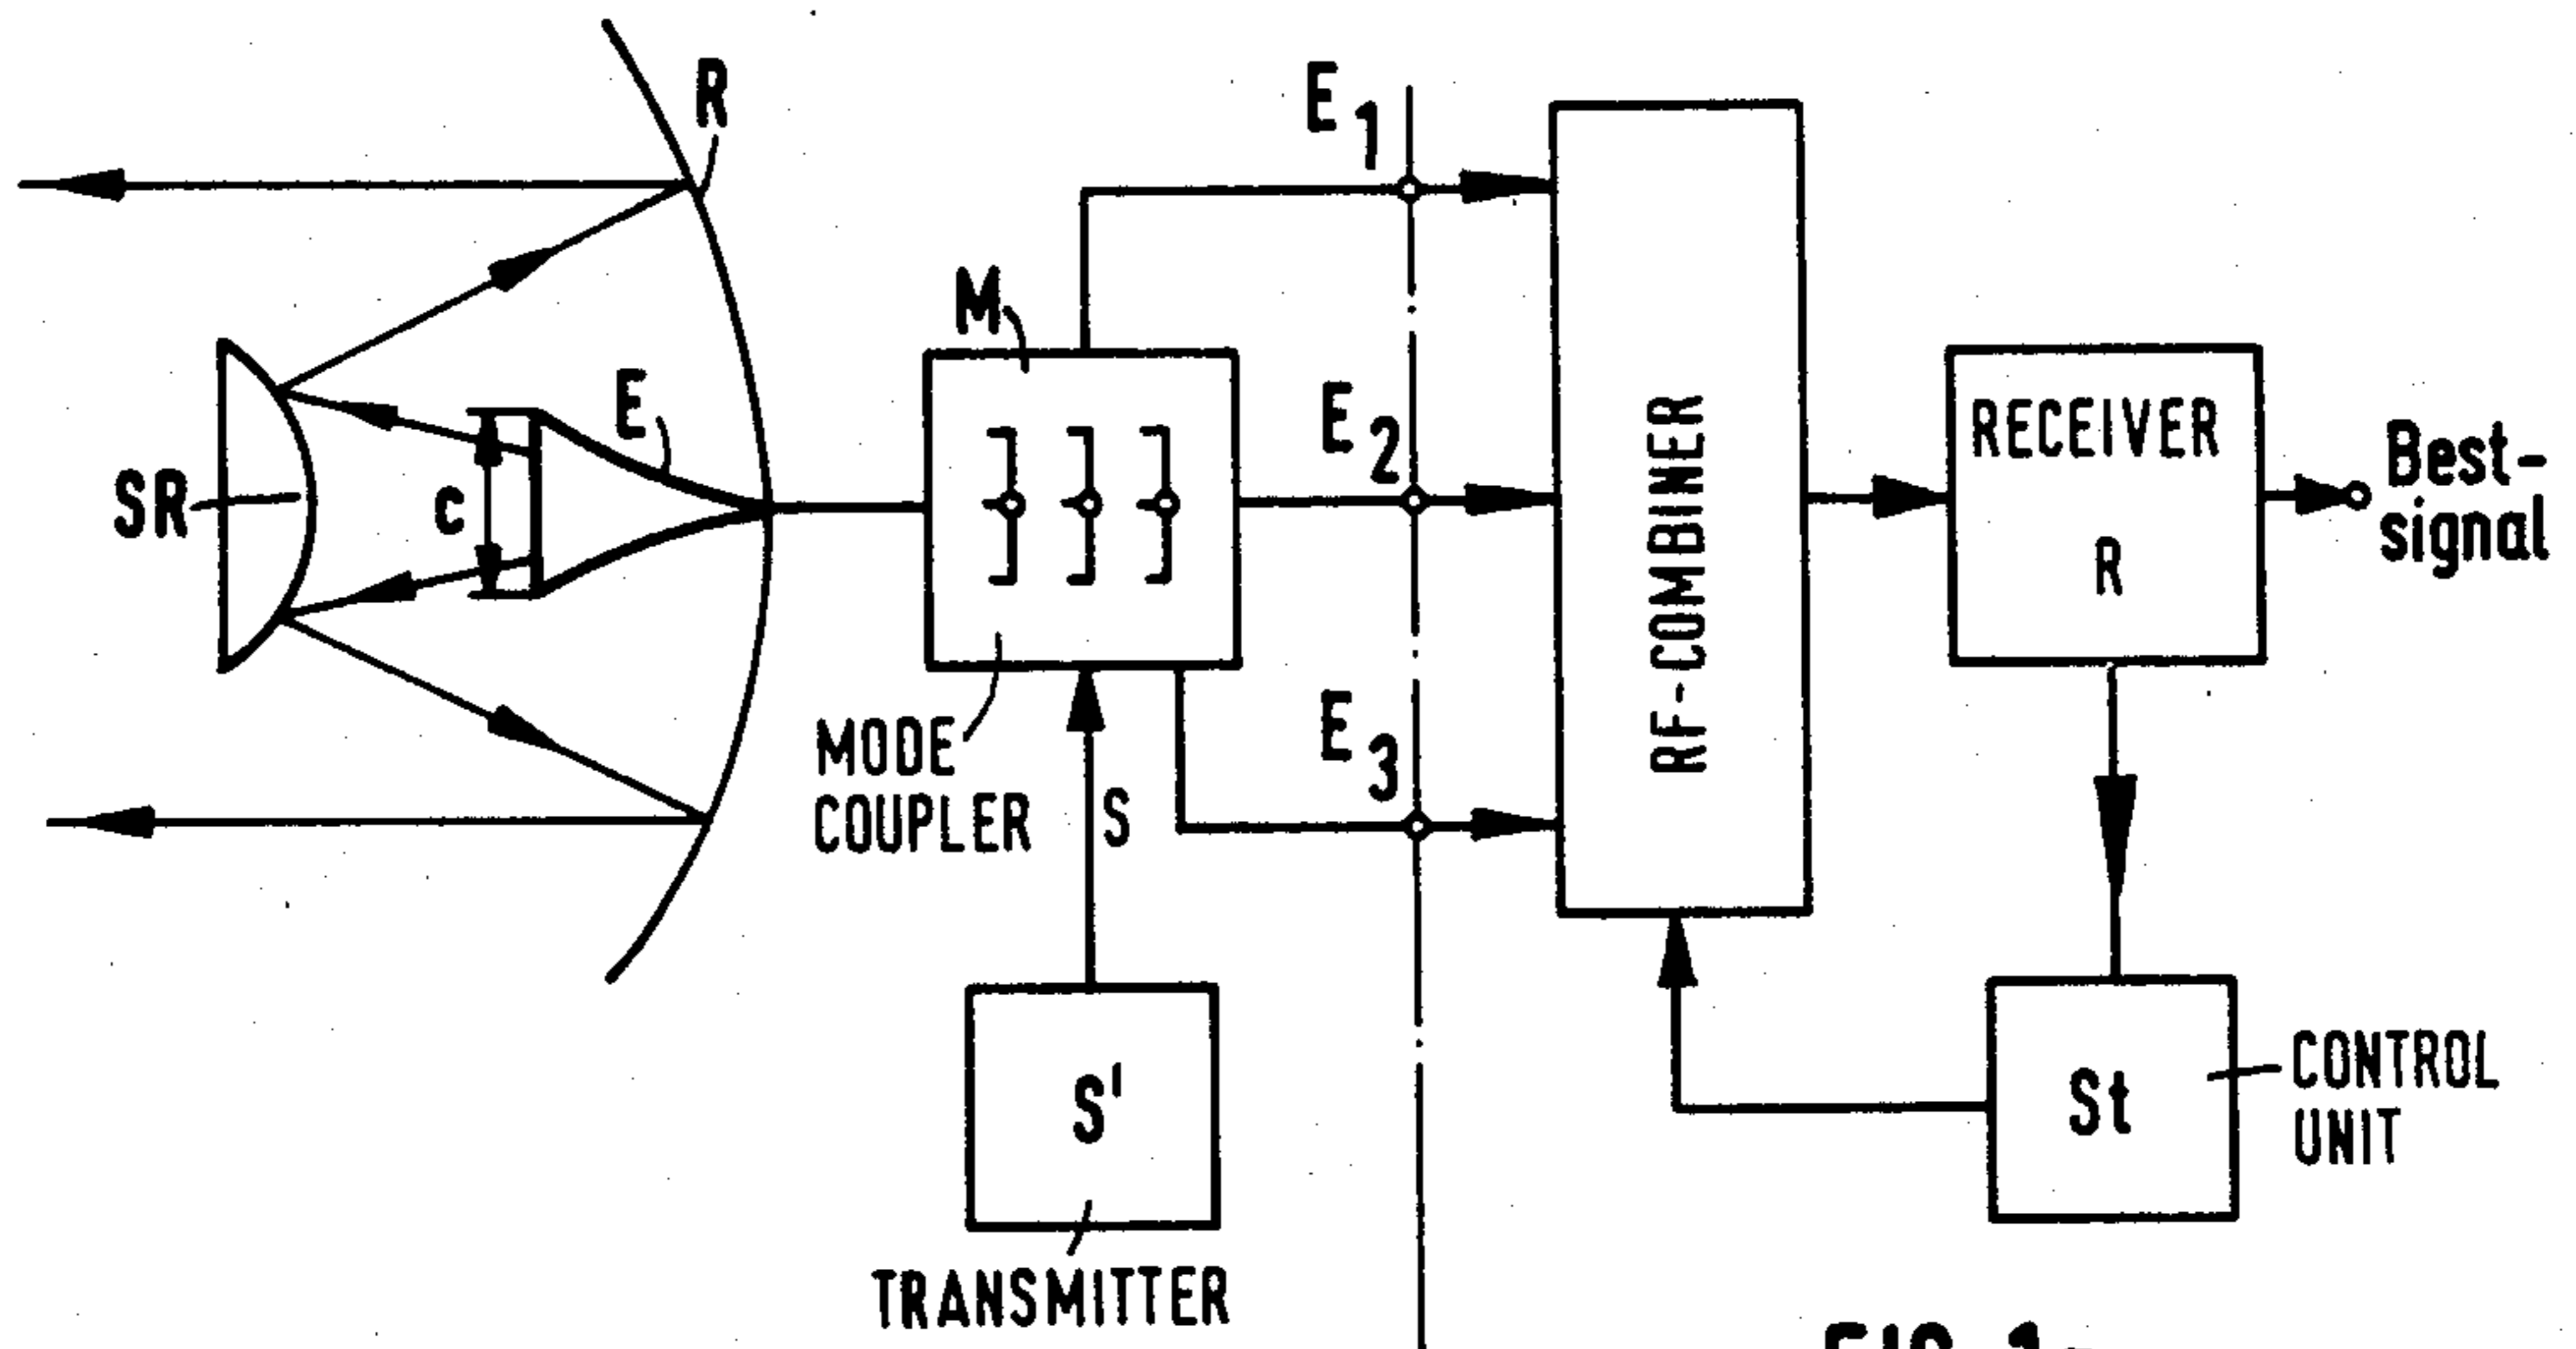 R
E1
M
E
E2
SR
c
RF-COMBINER
RECEIVER
R
Best-
signal
MODE
COUPLER
S
E3
S'
St
CONTROL
UNIT
TRANSMITTER